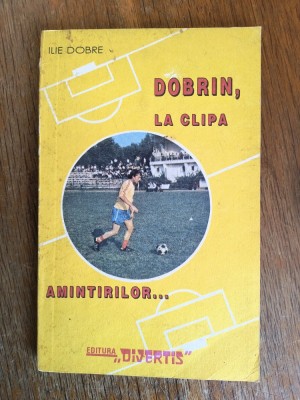 ILIE DOBRE
DOBRIN,
LA CLIPA
AMINTIRILOR...
EDITURA „DIVERTIS”